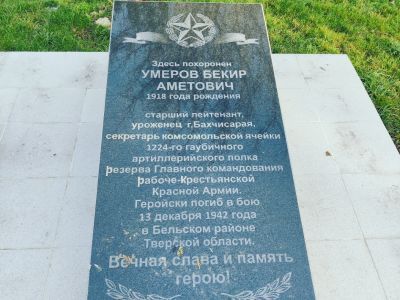 Здесь похоронен
УМЕРОВ БЕКИР
АМЕТОВИЧ
1918 года рождения
старший лейтенант,
уроженец г.Бахчисарая,
секретарь комсомольской ячейки
1224-го гаубичного
артиллерийского полка
резерва Главного командования
рабоче-Крестьянской
Красной Армии.
Геройски погиб в бою
13 декабря 1942 года
в Бельском районе
Тверской области.
Вечная слава и память
герою!